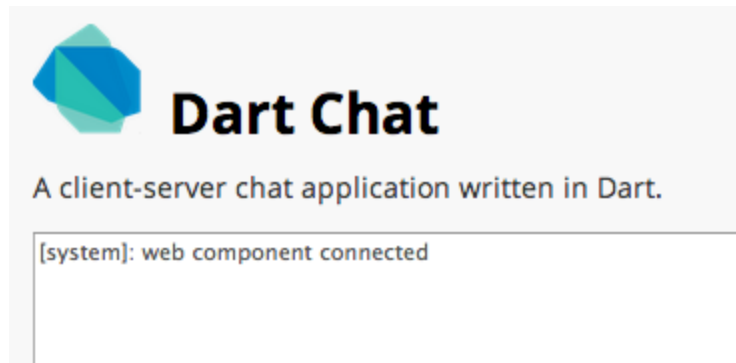 Dart Chat
A client-server chat application written in Dart.
[system]: web component connected